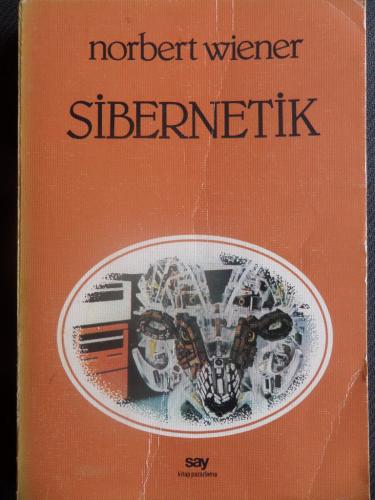 norbert wiener
SİBERNETİK
say
kitap pazarlama